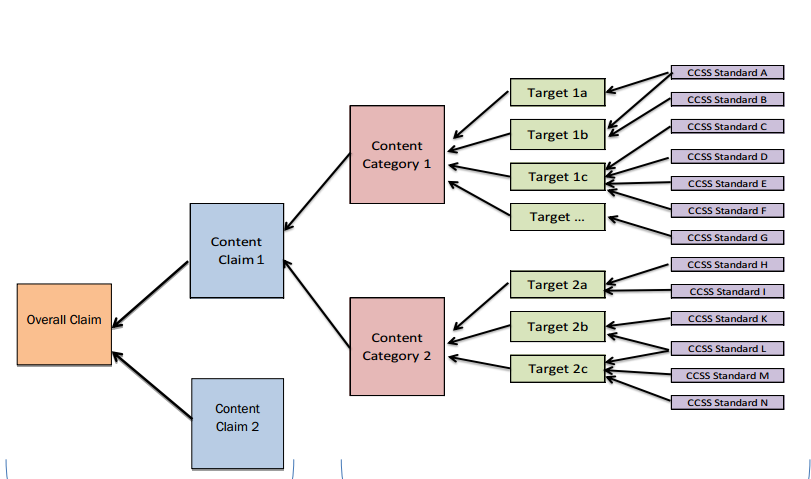 Overall Claim
Content
Claim 1
Content
Claim 2
Content
Category 1
Content
Category 2
Target 1a
Target 1b
Target 1c
Target ...
Target 2a
Target 2b
Target 2c
CCSS Standard A
CCSS Standard B
CCSS Standard C
CCSS Standard D
CCSS Standard E
CCSS Standard F
CCSS Standard G
CCSS Standard H
CCSS Standard I
CCSS Standard K
CCSS Standard L
CCSS Standard M
CCSS Standard N